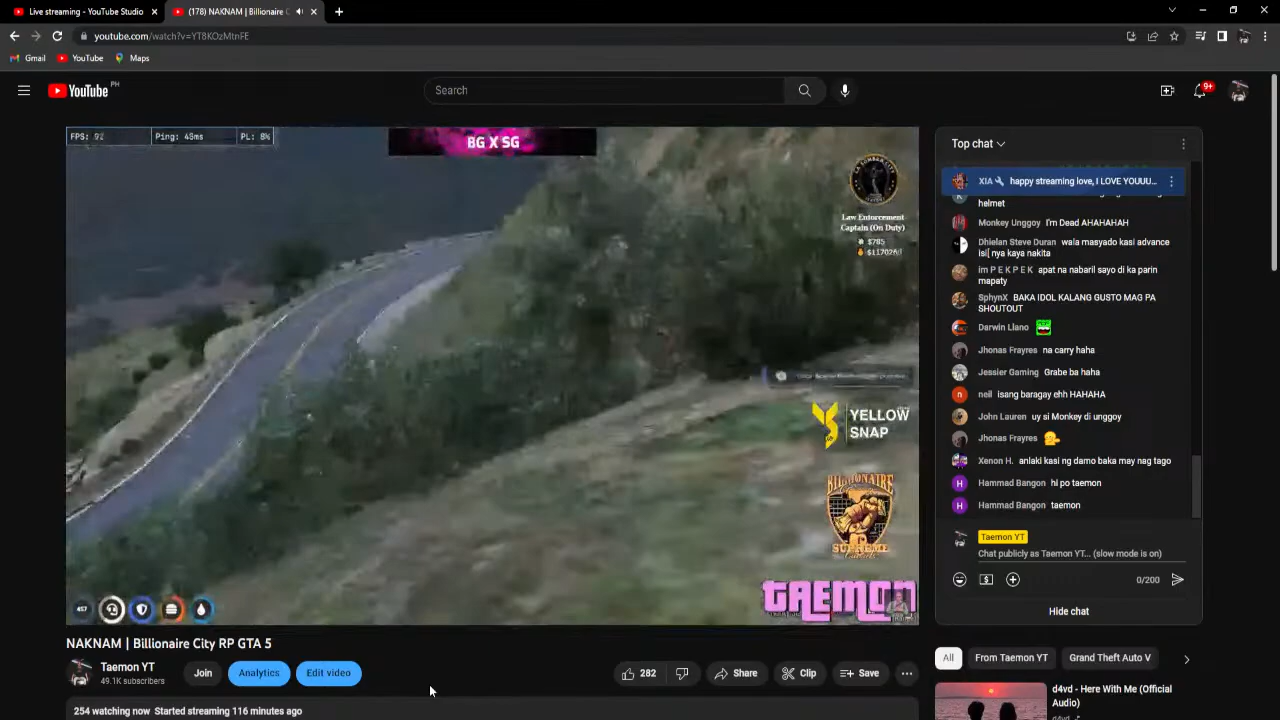 Live streaming - YouTube Studio
(178) NAKNAM | Billionaire C
youtube.com/watch?v=YT8KOzMtnFE
Gmail
YouTube
Maps
YouTube PH
Search
9+
FPS: 92
Ping: 45ms
PL: 8%
BG X SG
Law Enforcement
Captain (On Duty)
$785
YELLOW
SNAP
BILLIONAIRE
SUPREME
TAEMON
457
Top chat
XIA happy streaming love, I LOVE YOUUU...
helmet
Monkey Unggoy I'm Dead AHAHAHAH
Dhielan Steve Duran wala masyado kasi advance
isi[ nya kaya nakita
im P E K P E K apat na nabaril sayo di ka parin
mapaty
SphynX BAKA IDOL KALANG GUSTO MAG PA
SHOUTOUT
Darwin Llano
Jhonas Frayres na carry haha
Jessier Gaming Grabe ba haha
neil isang baragay ehh HAHAHA
John Lauren uy si Monkey di unggoy
Jhonas Frayres
Xenon H. anlaki kasi ng damo baka may nag tago
Hammad Bangon hi po taemon
Hammad Bangon taemon
Taemon YT
Chat publicly as Taemon YT... (slow mode is on)
0/200
Hide chat
NAKNAM | Billionaire City RP GTA 5
Taemon YT
49.1K subscribers
Join
Analytics
Edit video
282
Share
Clip
Save
254 watching now Started streaming 116 minutes ago
All
From Taemon YT
Grand Theft Auto V
d4vd - Here With Me (Official
Audio)
d4vd